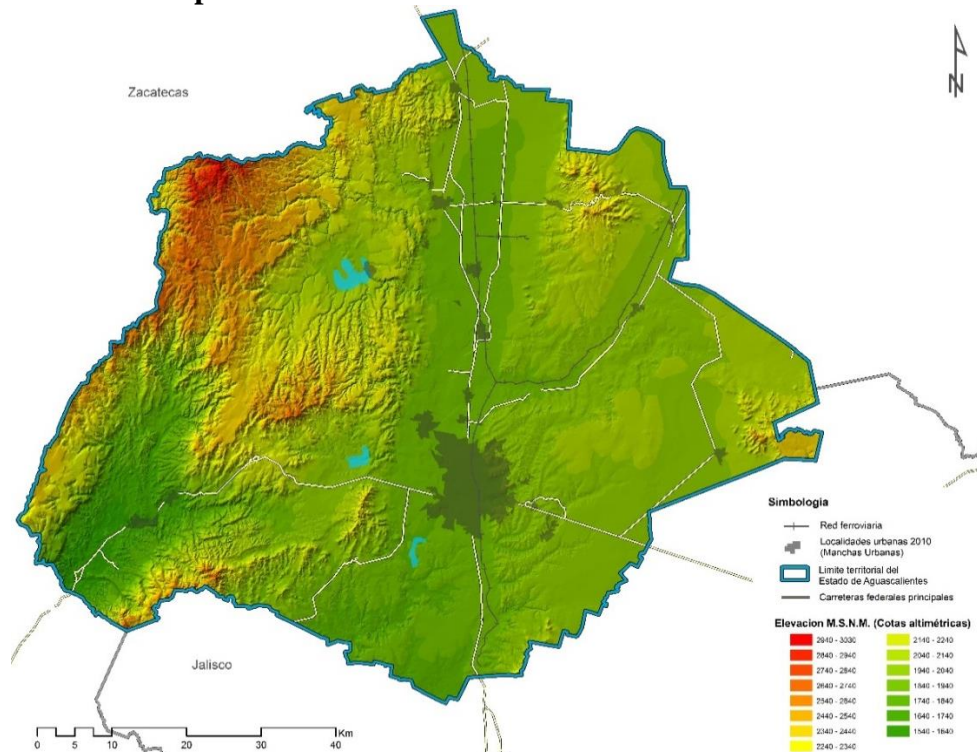 Zacatecas
Jalisco
0 5 10 20 30 40 Km
Simbologia
Red ferroviaria
Localidades urbanas 2010
(Manchas Urbanas)
Limite territorial del
Estado de Aguascalientes
Carreteras federales principales
Elevacion M.S.N.M. (Cotas altimétricas)
2940 - 3030
2840 - 2940
2740 - 2840
2640 - 2740
2340 - 2640
2440 - 2540
2340 - 2440
2240 - 2340
2140 - 2240
2040 - 2140
1940 - 2040
1840 - 1940
1740 - 1840
1640 - 1740
1540 - 1640